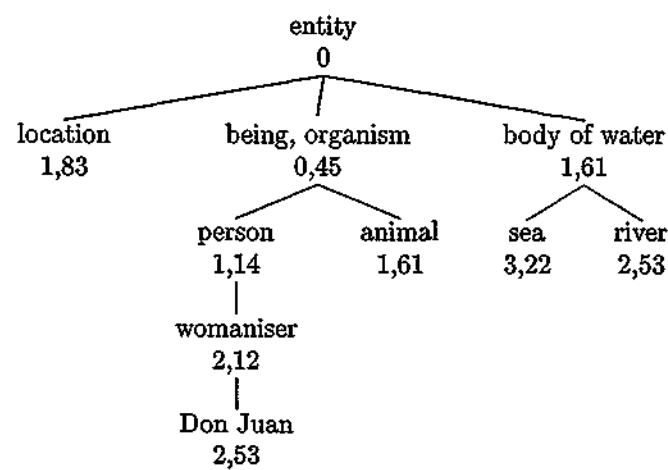 entity
0
location being, organism body of water
1,83 0,45 1,61
person animal sea river
1,14 1,61 3,22 2,53
womaniser
2,12
Don Juan
2,53